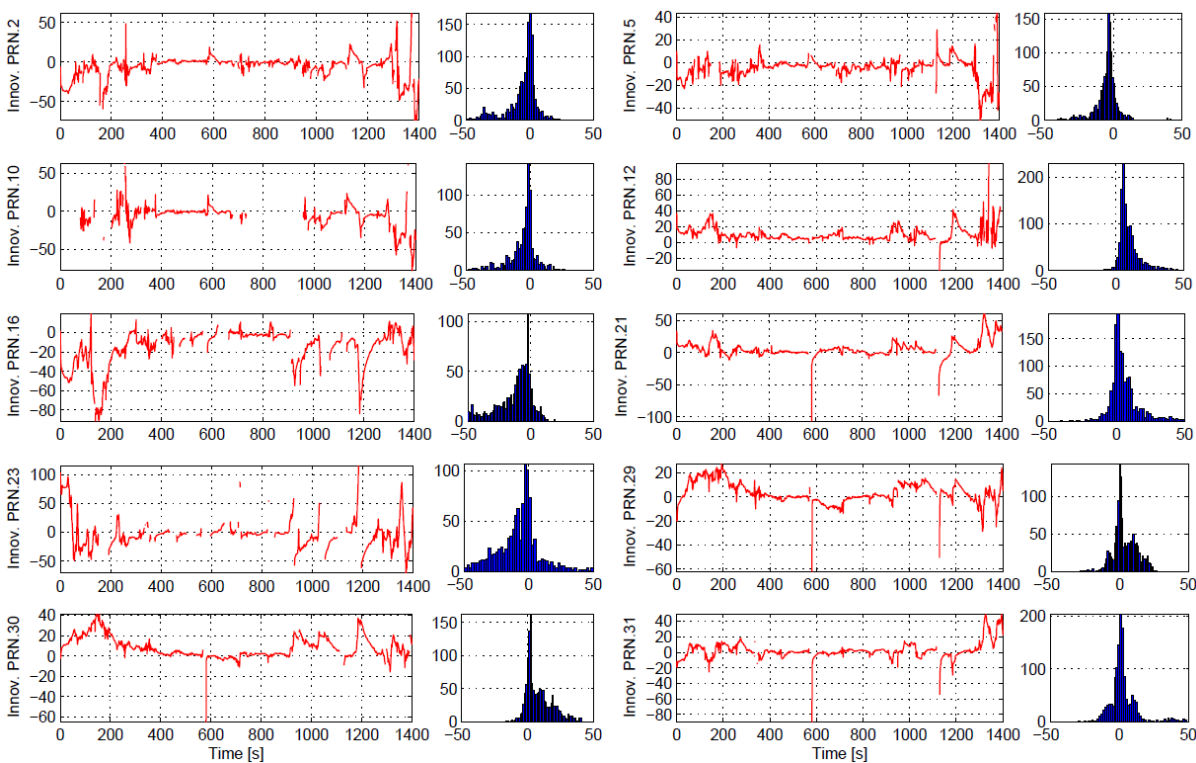 Innov. PRN.2
50
0
−50
0 200 400 600 800 1000 1200 1400
150
100
50
0
−50 0 50
Innov. PRN.5
40
20
0
−20
−40
0 200 400 600 800 1000 1200 1400
150
100
50
0
−50 0 50
Innov. PRN.10
50
0
−50
0 200 400 600 800 1000 1200 1400
100
50
0
−50 0 50
Innov. PRN.12
80
60
40
20
0
−20
0 200 400 600 800 1000 1200 1400
200
100
0
−50 0 50
Innov. PRN.16
0
−20
−40
−60
−80
0 200 400 600 800 1000 1200 1400
100
50
0
−50 0 50
Innov. PRN.21
50
0
−50
−100
0 200 400 600 800 1000 1200 1400
150
100
50
0
−50 0 50
Innov. PRN.23
100
50
0
−50
0 200 400 600 800 1000 1200 1400
100
50
0
−50 0 50
Innov. PRN.29
20
0
−20
−40
−60
0 200 400 600 800 1000 1200 1400
100
50
0
−50 0 50
Innov. PRN.30
40
20
0
−20
−40
−60
0 200 400 600 800 1000 1200 1400
Time [s]
150
100
50
0
−50 0 50
Innov. PRN.31
40
20
0
−20
−40
−60
−80
0 200 400 600 800 1000 1200 1400
Time [s]
200
100
0
−50 0 50